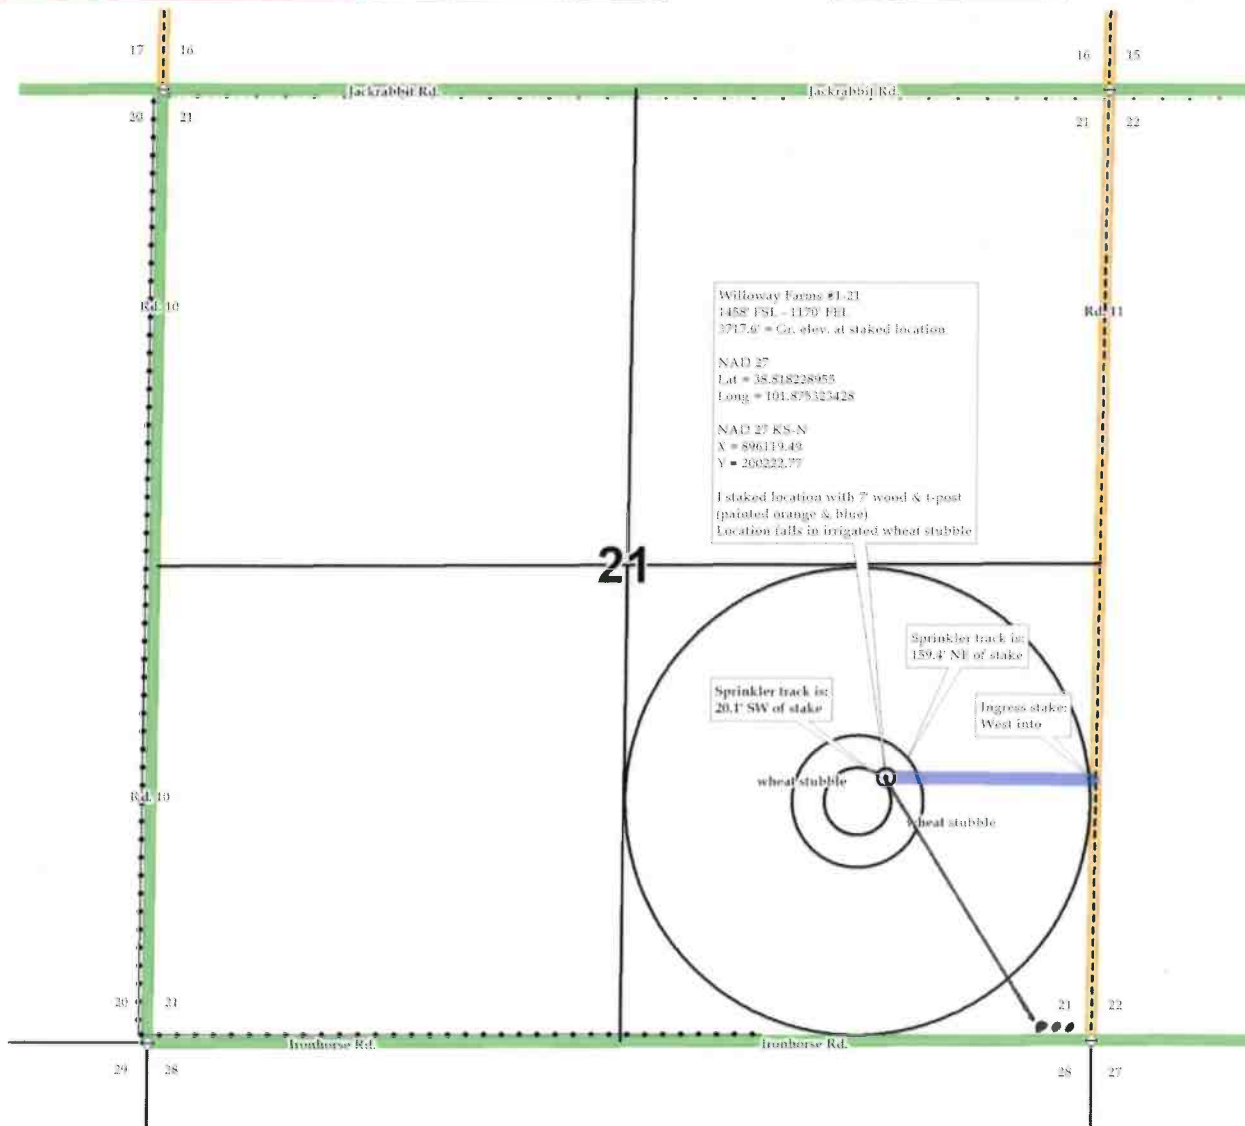 17 16
16 15
Jackrabbit Rd.
Jackrabbit Rd.
20 21
21 22
Rd. 10
Rd. 11
Willoway Farms #1-21
1458' FSL - 1170' FEL
3717.6' = Gr. elev. at staked location
NAD 27
Lat = 38.818228955
Long = 101.875323428
NAD 27 KS-N
X = 896119.49
Y = 200222.77
I staked location with 7' wood & t-post
(painted orange & blue)
Location falls in irrigated wheat stubble
21
Sprinkler track is:
159.4' NE of stake
Sprinkler track is:
20.1' SW of stake
Ingress stake:
West into
wheat stubble
Rd. 10
wheat stubble
20 21
21 22
Ironhorse Rd.
Ironhorse Rd.
29 28
28 27